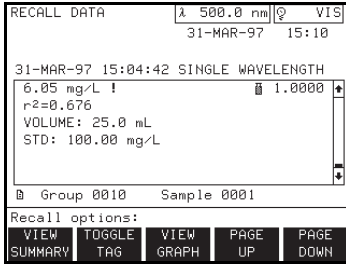 RECALL DATA λ 500.0 nm VIS
31-MAR-97 15:10
31-MAR-97 15:04:42 SINGLE WAVELENGTH
6.05 mg/L ! 1.0000
r²=0.676
VOLUME: 25.0 mL
STD: 100.00 mg/L
Group 0010 Sample 0001
Recall options:
VIEW TOGGLE VIEW PAGE PAGE
SUMMARY TAG GRAPH UP DOWN